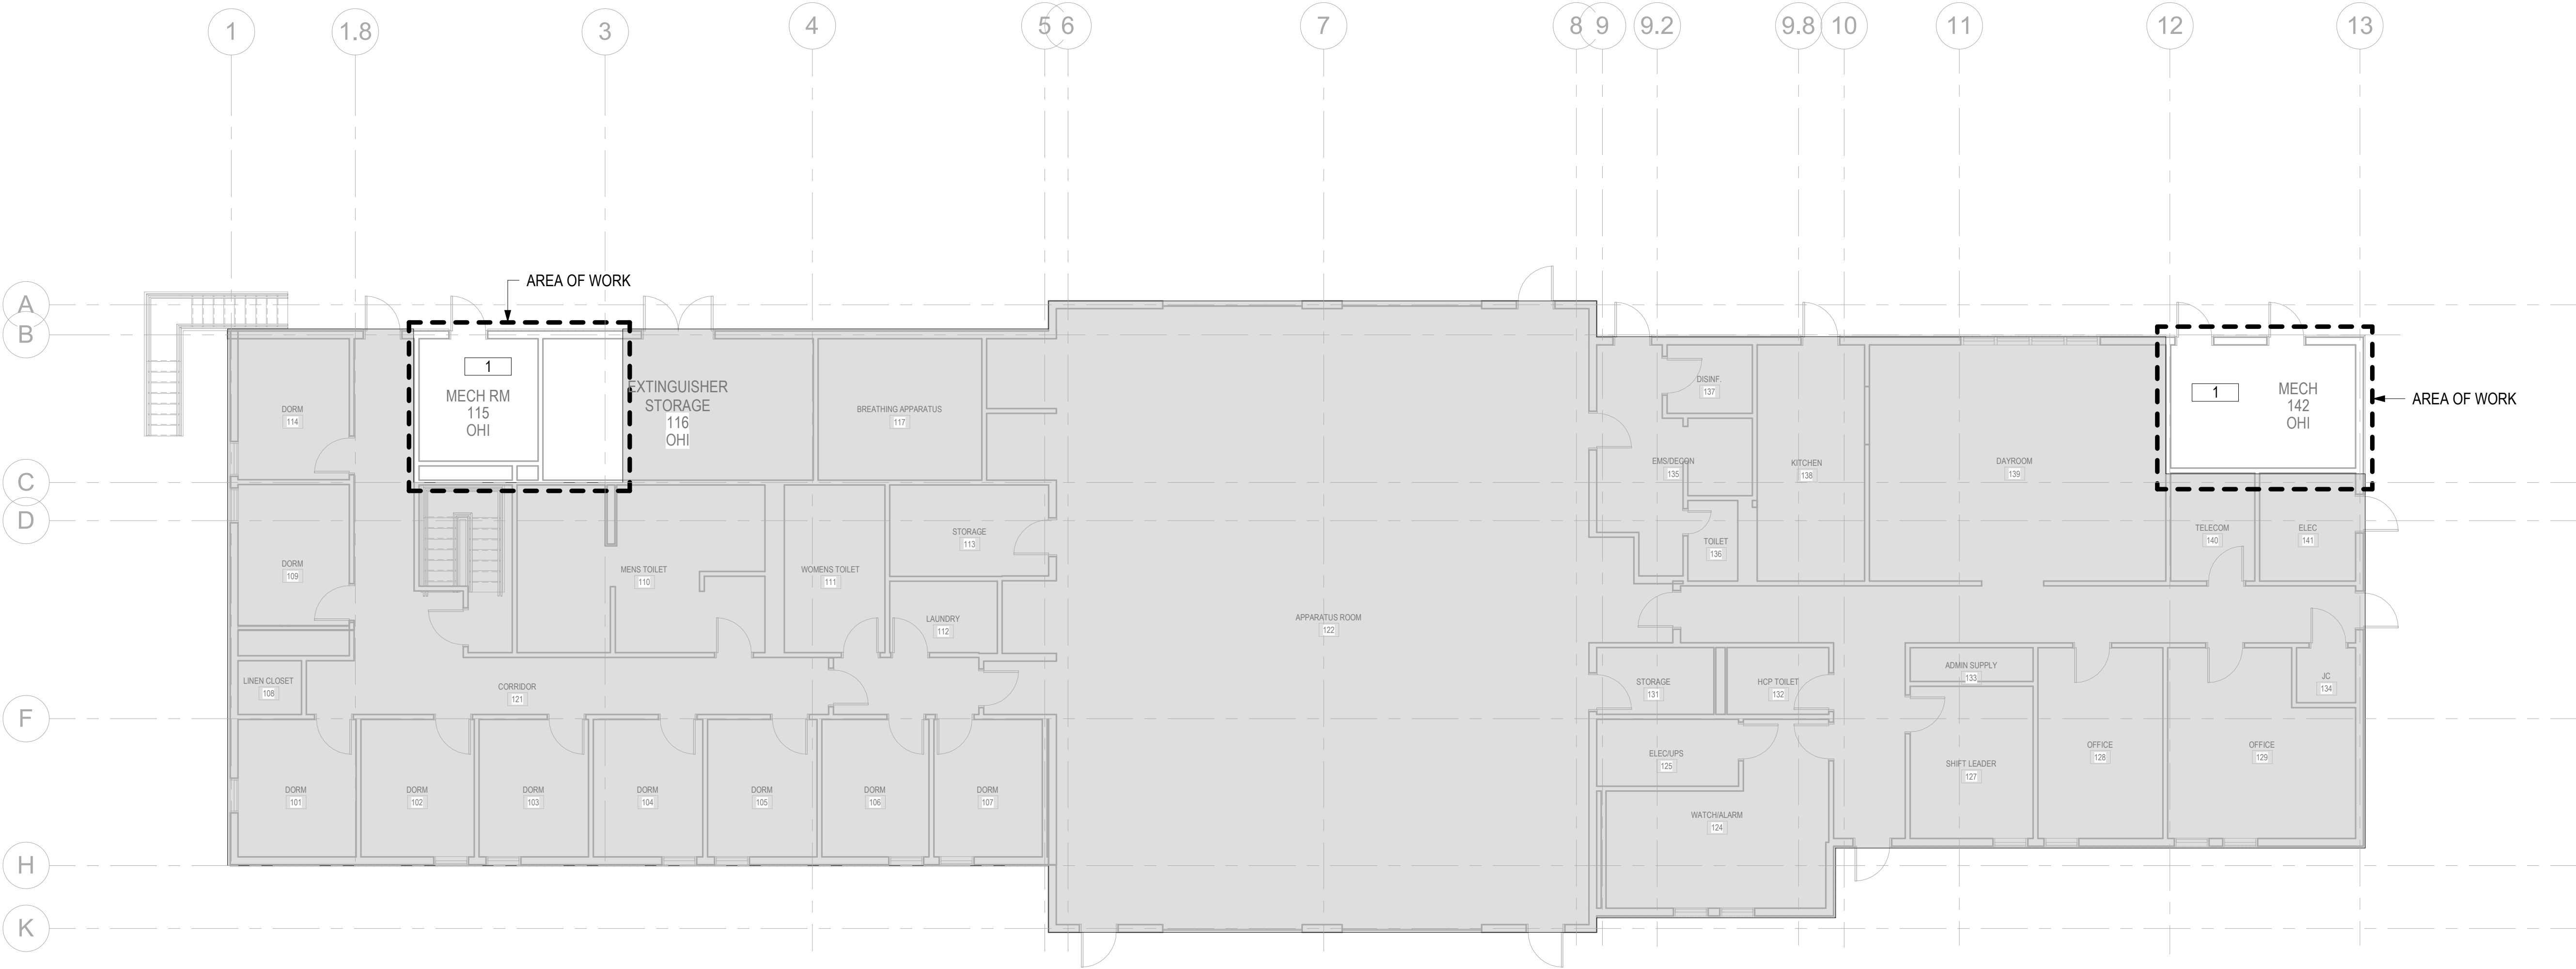 1
1.8
3
4
5
6
7
8
9
9.2
9.8
10
11
12
13
A
B
C
D
F
H
K
AREA OF WORK
1
MECH RM
115
OHI
EXTINGUISHER
STORAGE
116
OHI
DORM
114
BREATHING APPARATUS
117
DISINF.
137
EMS/DECON
135
KITCHEN
138
DAYROOM
139
1
MECH
142
OHI
AREA OF WORK
DORM
109
MENS TOILET
110
WOMENS TOILET
111
STORAGE
113
LAUNDRY
112
TOILET
136
TELECOM
140
ELEC
141
APPARATUS ROOM
122
LINEN CLOSET
108
CORRIDOR
121
STORAGE
131
HCP TOILET
132
ADMIN SUPPLY
133
JC
134
DORM
101
DORM
102
DORM
103
DORM
104
DORM
105
DORM
106
DORM
107
ELEC/UPS
125
WATCH/ALARM
124
SHIFT LEADER
127
OFFICE
128
OFFICE
129